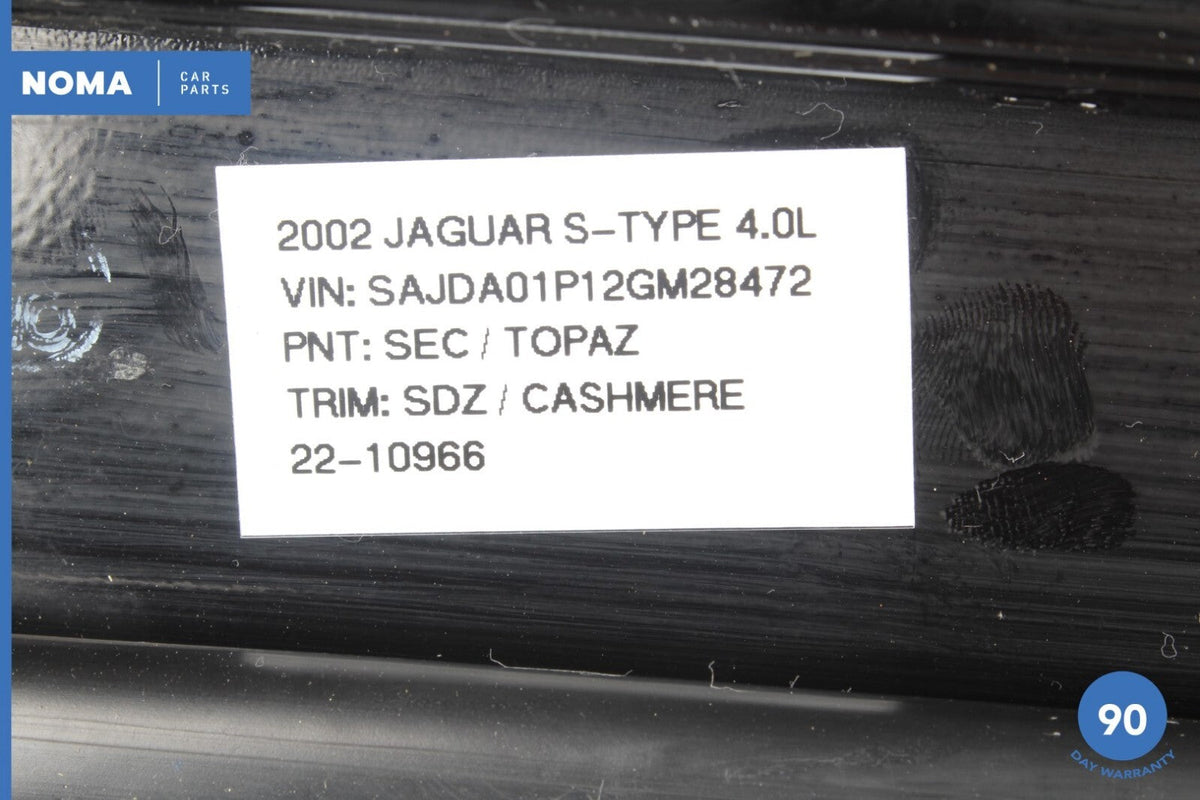 NOMA
CAR
PARTS
2002 JAGUAR S-TYPE 4.0L
VIN: SAJDA01P12GM28472
PNT: SEC / TOPAZ
TRIM: SDZ / CASHMERE
22-10966
90
DAY WARRANTY